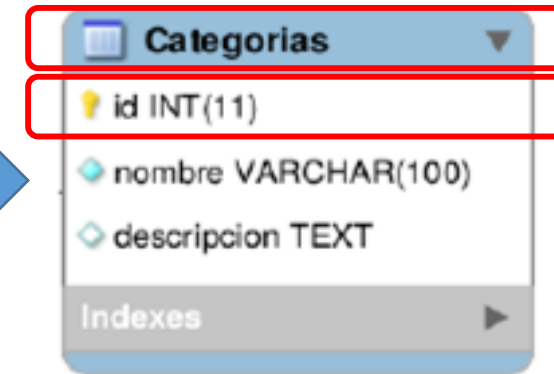 Categorias
id INT(11)
nombre VARCHAR(100)
descripcion TEXT
Indexes